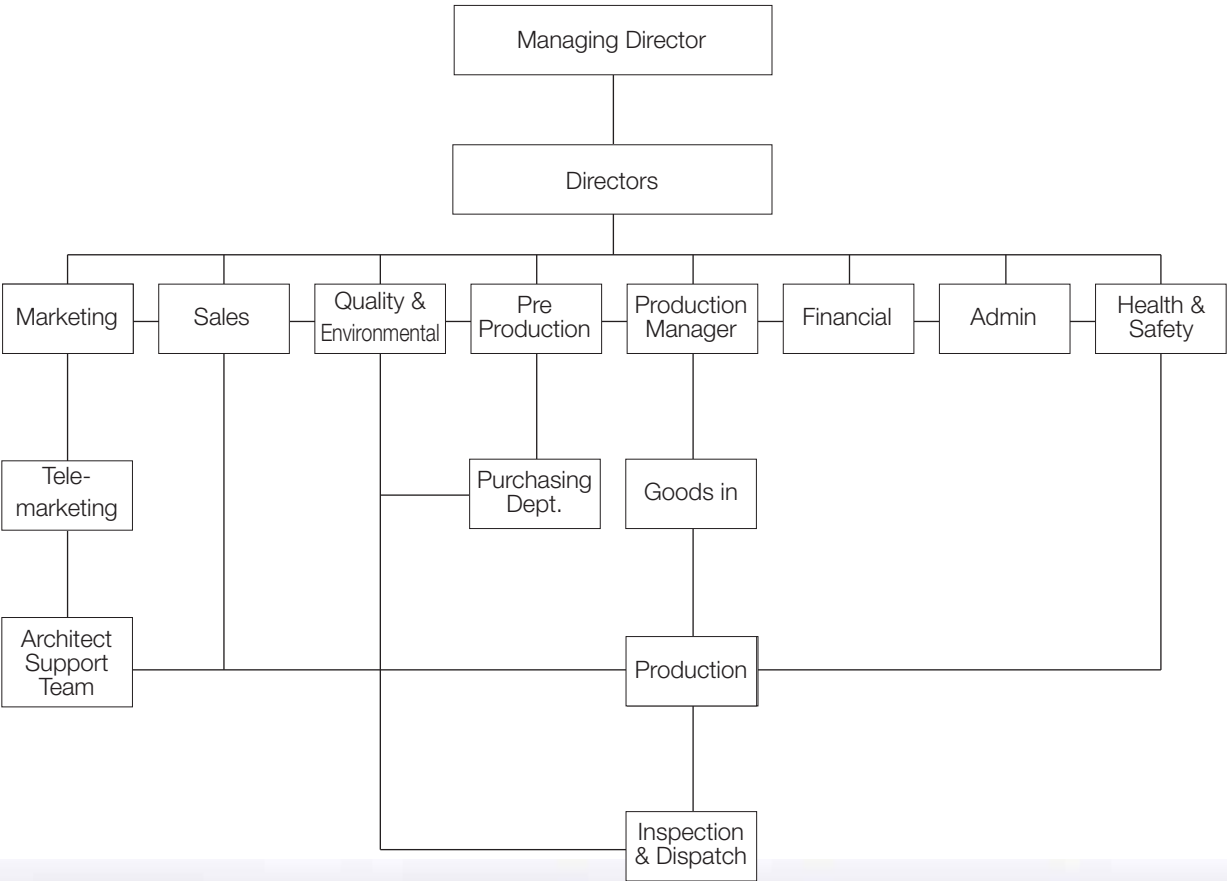 Managing Director
Directors
Marketing
Sales
Quality &
Environmental
Pre
Production
Production
Manager
Financial
Admin
Health &
Safety
Tele-
marketing
Purchasing
Dept.
Goods in
Architect
Support
Team
Production
Inspection
& Dispatch